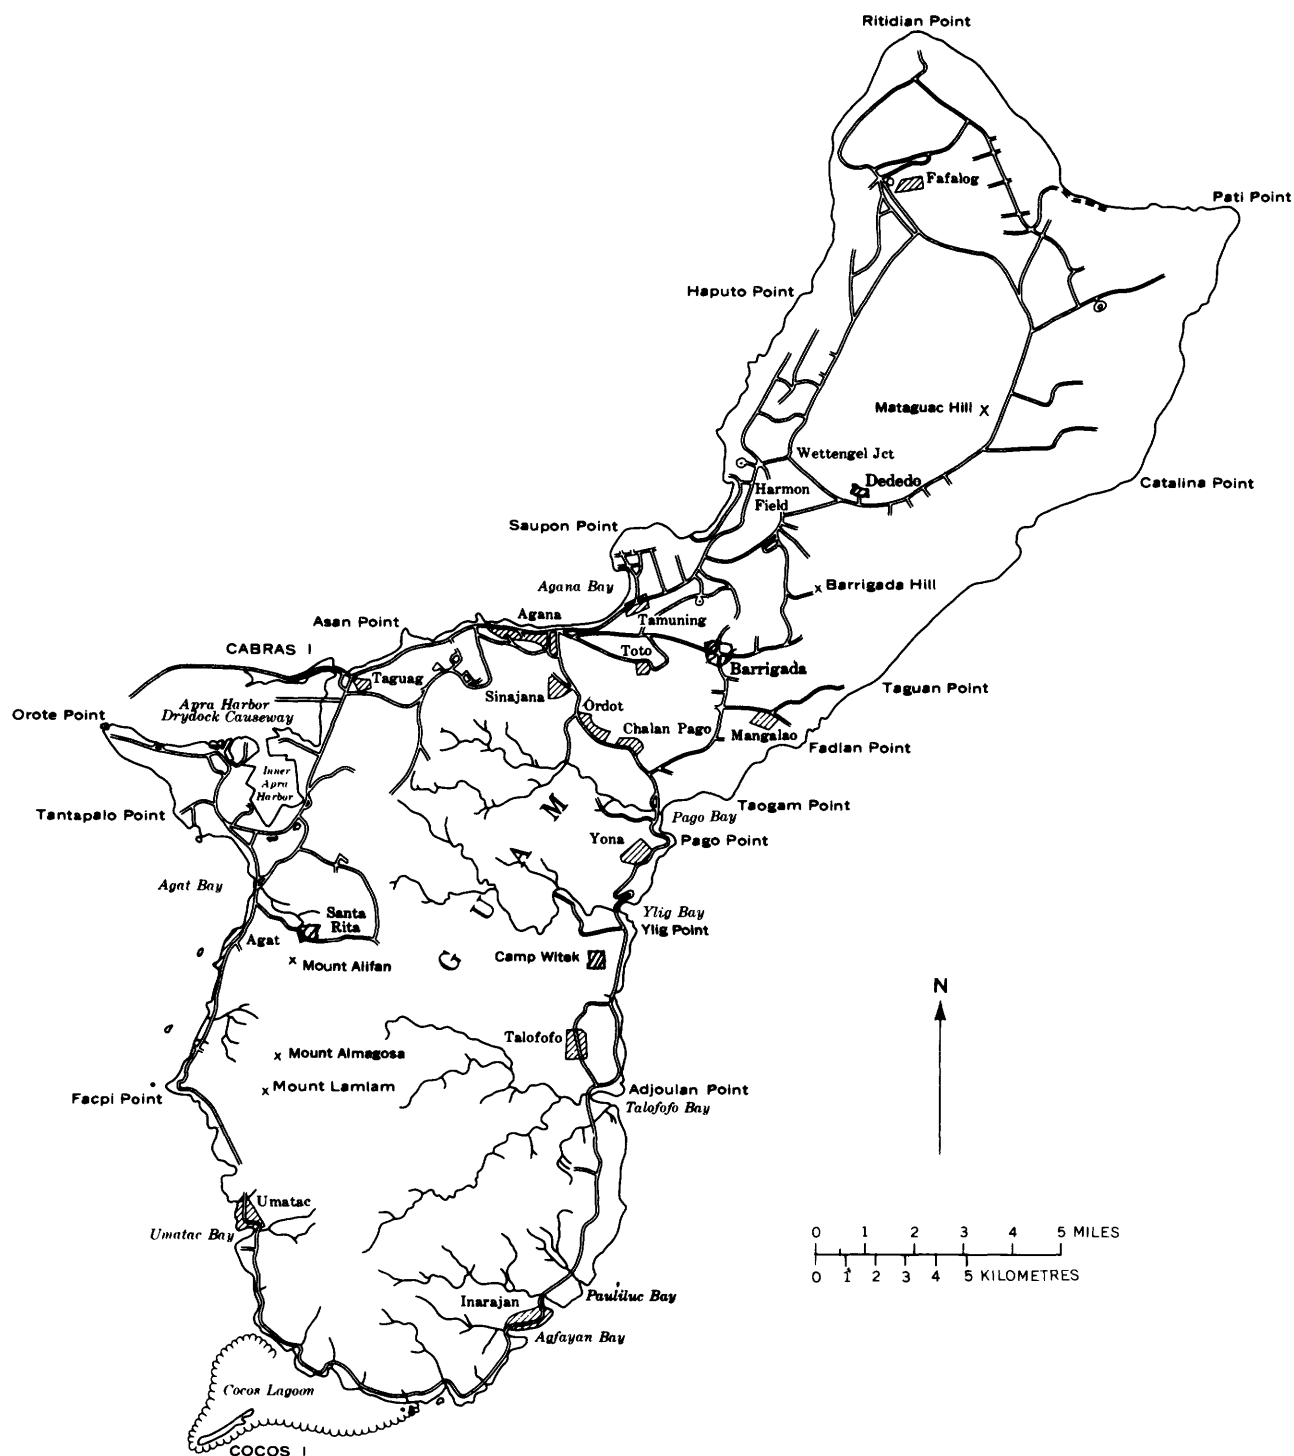 Ritidian Point
Fafalog
Pati Point
Haputo Point
Mataguac Hill
Wettengel Jct
Dededo
Catalina Point
Harmon
Field
Saupon Point
Agana Bay
Barrigada Hill
Asan Point
Agana
Tamuning
CABRAS I
Toto
Barrigada
Taguag
Sinajana
Taguan Point
Apra Harbor
Drydock Causeway
Orote Point
Ordot
Chalan Pago
Mangalao
Fadlan Point
Inner
Apra
Harbor
Tantapalo Point
Taogam Point
Pago Bay
Yona
Pago Point
GUAM
Agat Bay
Santa
Rita
Ylig Bay
Ylig Point
Agat
Mount Alifan
Camp Witek
N
Talofofo
Mount Almagosa
Mount Lamlam
Facpi Point
Adjoulan Point
Talofofo Bay
Umatac
Umatac Bay
0 1 2 3 4 5 MILES
0 1 2 3 4 5 KILOMETRES
Pauliluc Bay
Inarajan
Agfayan Bay
Cocos Lagoon
COCOS I